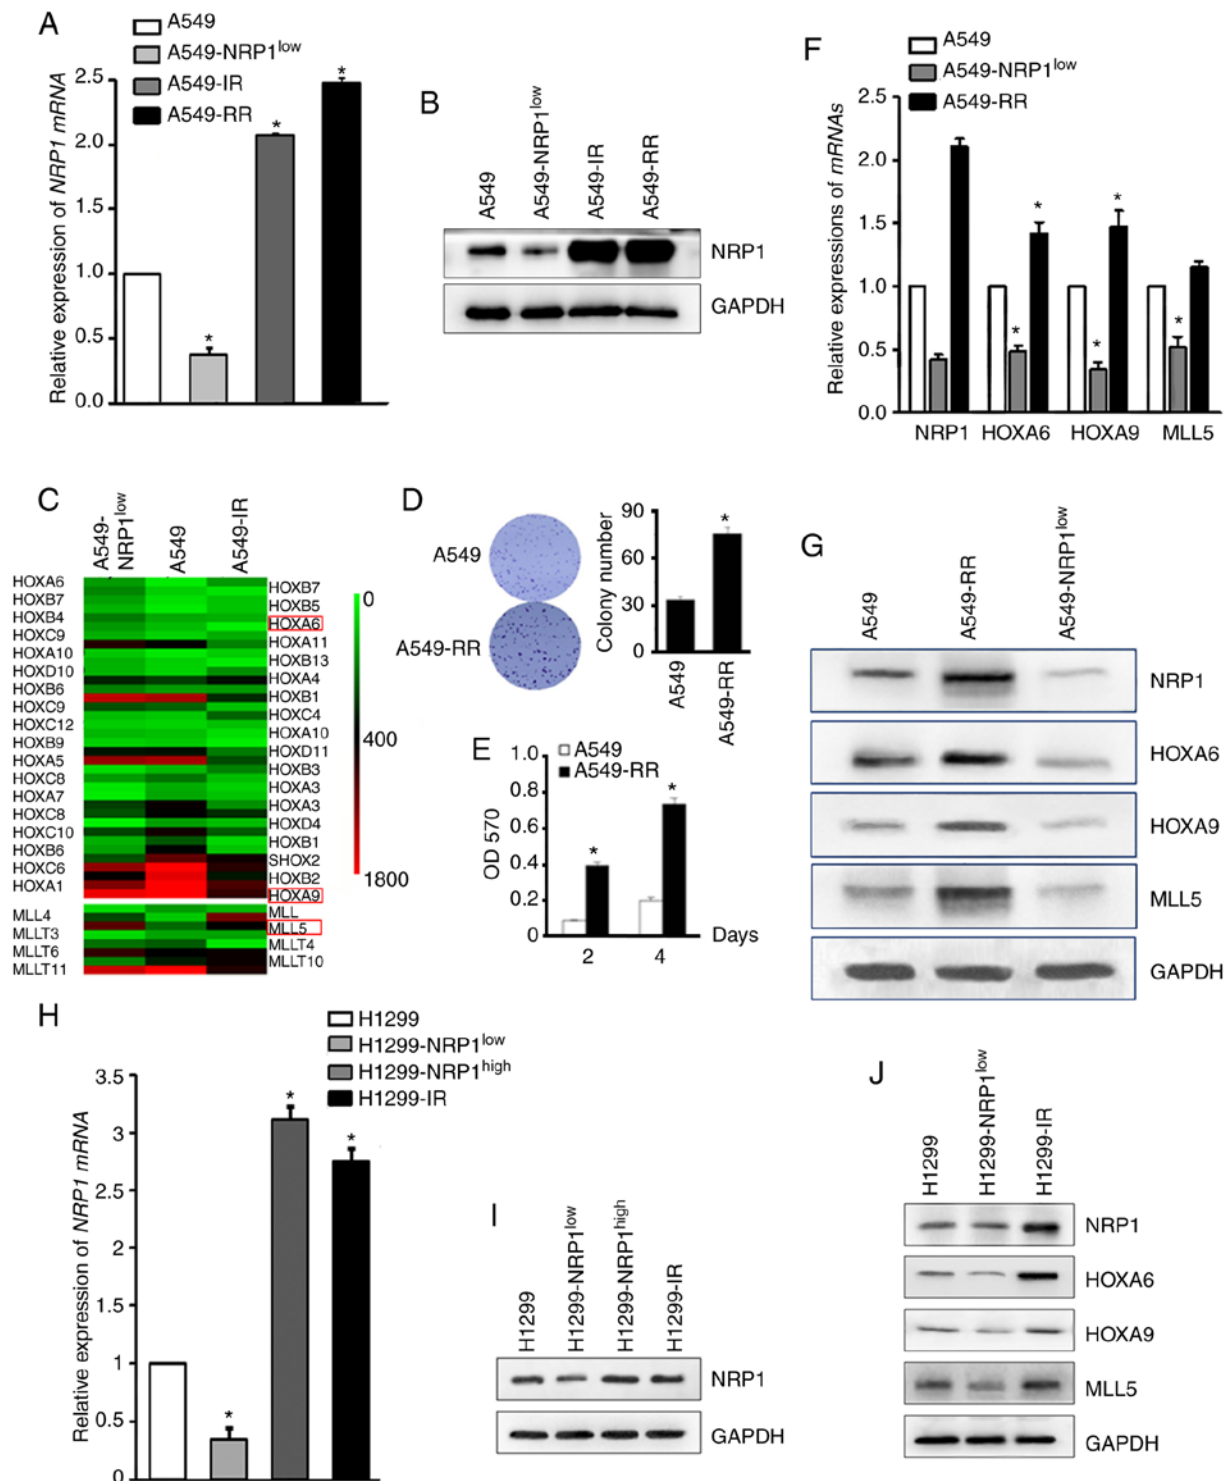 A
A549
A549-NRP1low
A549-IR
A549-RR
Relative expression of NRP1 mRNA
2.5
2.0
1.5
1.0
0.5
0.0
*
*
*
B
A549
A549-NRP1low
A549-IR
A549-RR
NRP1
GAPDH
F
A549
A549-NRP1low
A549-RR
Relative expressions of mRNAs
2.5
2.0
1.5
1.0
0.5
0.0
*
*
*
*
*
NRP1 HOXA6 HOXA9 MLL5
C
A549-
NRP1low
A549
A549-IR
HOXA6
HOXB7
HOXB4
HOXC9
HOXA10
HOXD10
HOXB6
HOXC9
HOXC12
HOXB9
HOXA5
HOXC8
HOXA7
HOXC8
HOXC10
HOXB6
HOXC6
HOXA1
MLL4
MLLT3
MLLT6
MLLT11
HOXB7
HOXB5
HOXA6
HOXA11
HOXB13
HOXA4
HOXB1
HOXC4
HOXA10
HOXD11
HOXB3
HOXA3
HOXA3
HOXD4
HOXB1
SHOX2
HOXB2
HOXA9
MLL
MLL5
MLLT4
MLLT10
0
400
1800
D
A549
A549-RR
Colony number
90
60
30
0
*
A549
A549-RR
E
A549
A549-RR
OD 570
1.0
0.8
0.6
0.4
0.2
0
*
*
2 4 Days
G
A549
A549-RR
A549-NRP1low
NRP1
HOXA6
HOXA9
MLL5
GAPDH
H
H1299
H1299-NRP1low
H1299-NRP1high
H1299-IR
Relative expression of NRP1 mRNA
3.5
3
2.5
2
1.5
1
0.5
0
*
*
*
I
H1299
H1299-NRP1low
H1299-NRP1high
H1299-IR
NRP1
GAPDH
J
H1299
H1299-NRP1low
H1299-IR
NRP1
HOXA6
HOXA9
MLL5
GAPDH